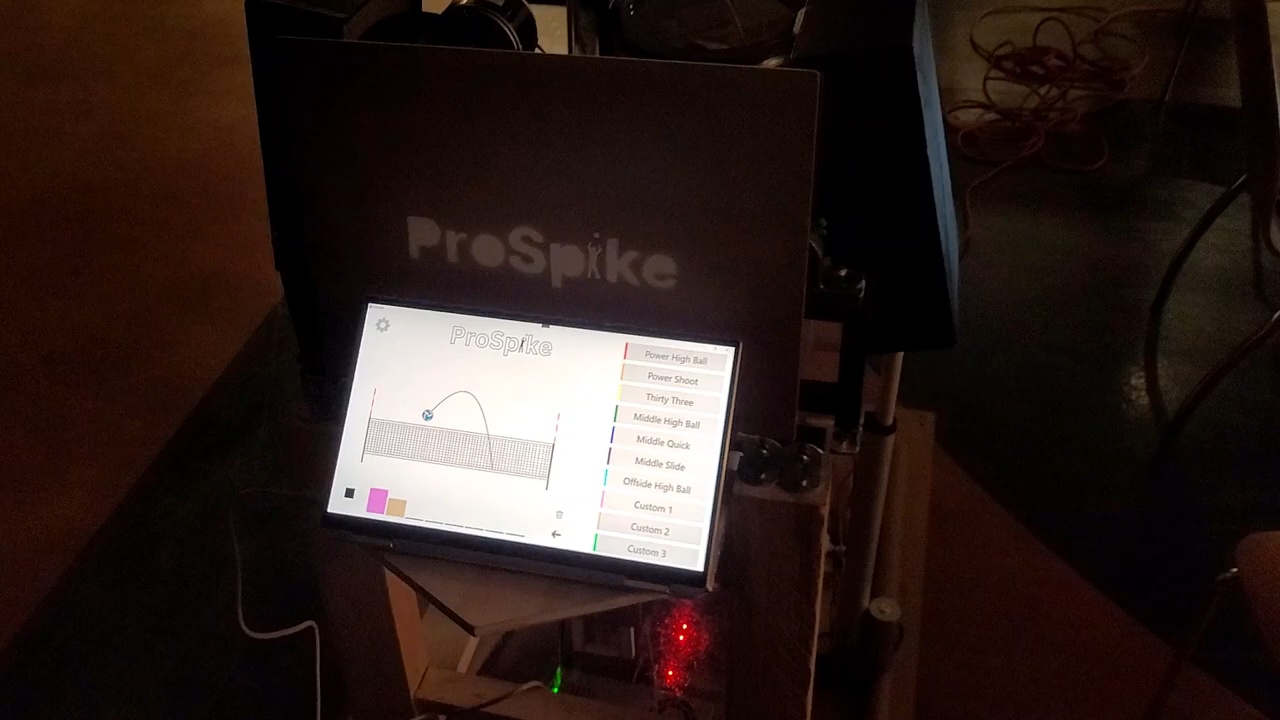 ProSpike
ProSpike
Power High Ball
Power Shoot
Thirty Three
Middle High Ball
Middle Quick
Middle Slide
Offside High Ball
Custom 1
Custom 2
Custom 3